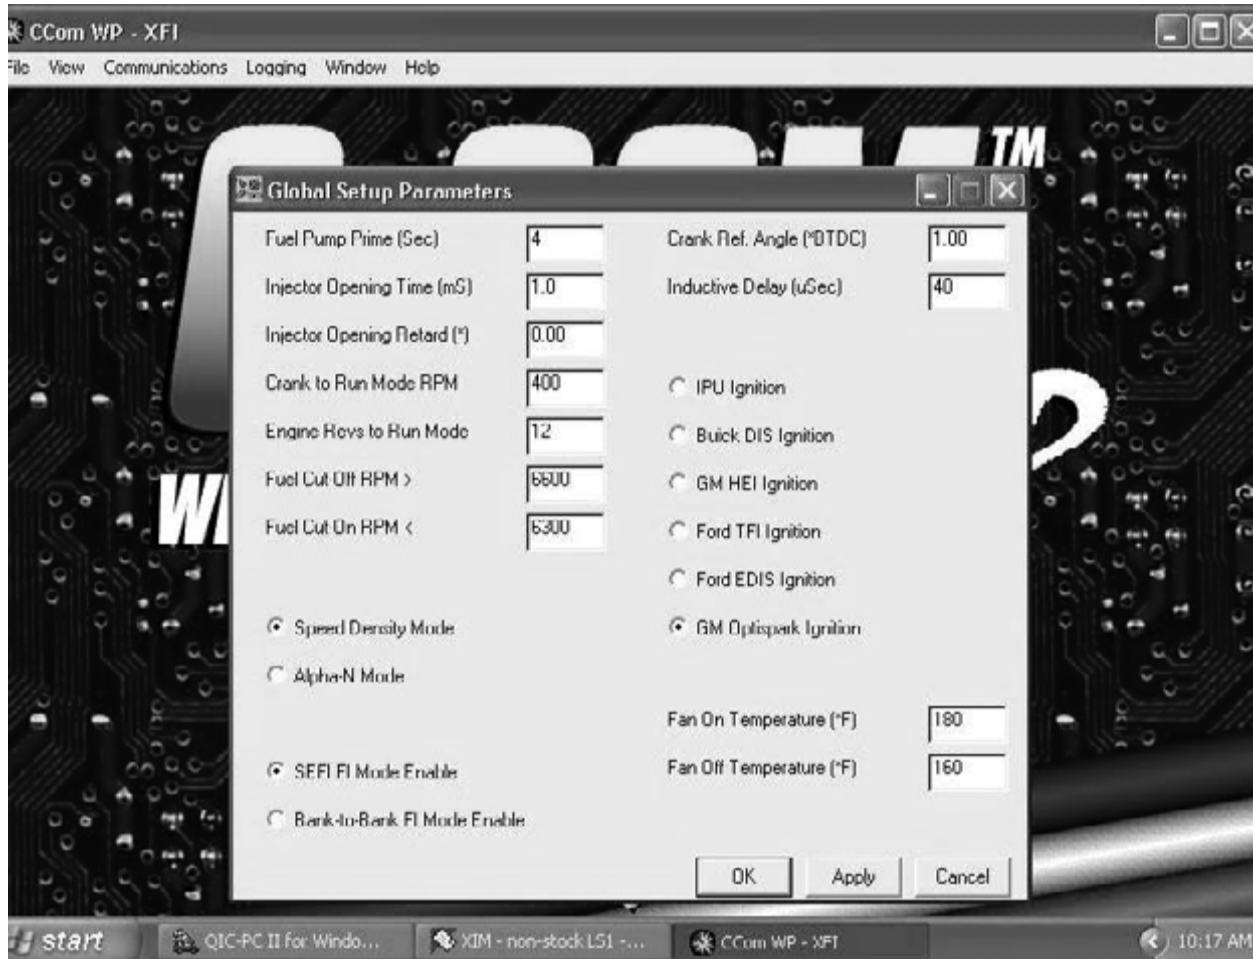 CCom WP - XFI
File View Communications Logging Window Help
TM
Global Setup Parameters
Fuel Pump Prime (Sec) 4
Crank Ref. Angle (°BTDC) 1.00
Injector Opening Time (mS) 1.0
Inductive Delay (uSec) 40
Injector Opening Retard (°) 0.00
Crank to Run Mode RPM 400
IPU Ignition
Engine Revs to Run Mode 12
Buick DIS Ignition
Fuel Cut Off RPM > 6600
GM HEI Ignition
Fuel Cut On RPM < 6300
Ford TFI Ignition
Ford EDIS Ignition
Speed Density Mode
GM Optispark Ignition
Alpha-N Mode
Fan On Temperature (°F) 180
SEFI FI Mode Enable
Fan Off Temperature (°F) 160
Bank-to-Bank FI Mode Enable
OK Apply Cancel
start QIC-PC II for Windo... XIM - non-stock LS1 -... CCom WP - XFI 10:17 AM